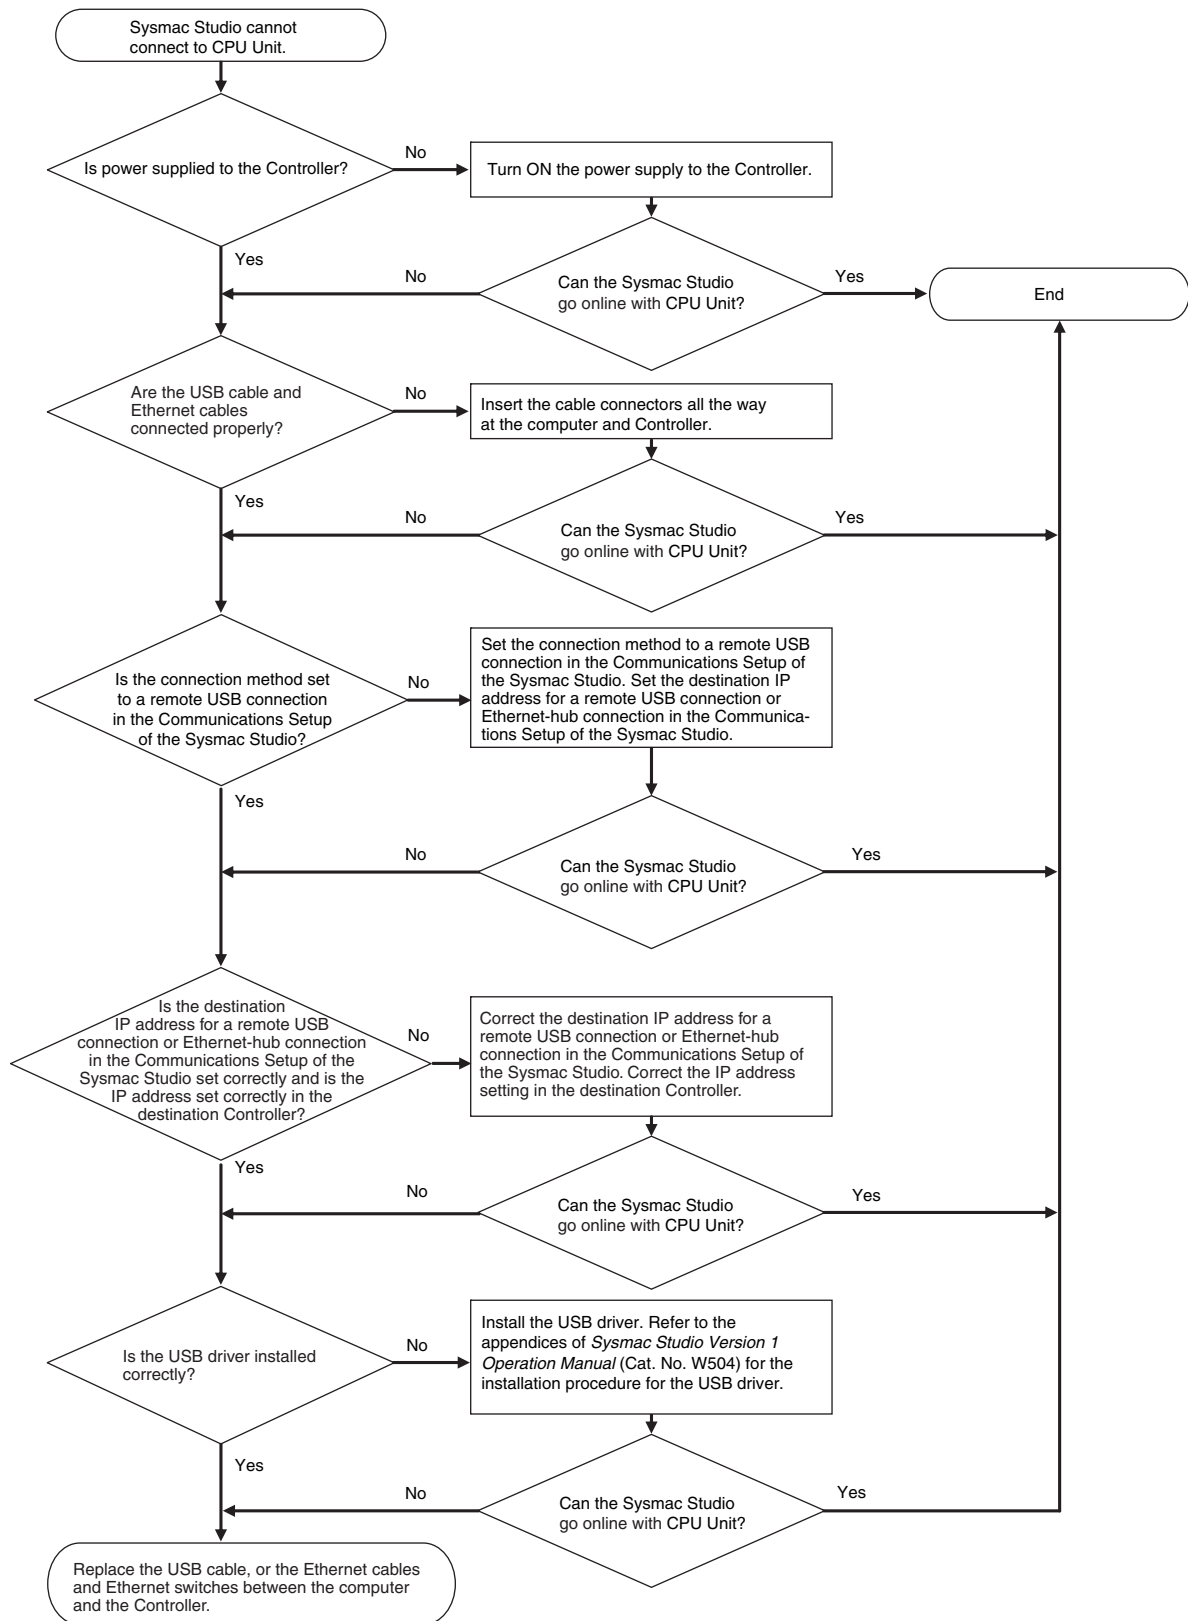 Sysmac Studio cannot
connect to CPU Unit.
Is power supplied to the Controller?
No
Turn ON the power supply to the Controller.
Yes
No
Can the Sysmac Studio
go online with CPU Unit?
Yes
End
Are the USB cable and
Ethernet cables
connected properly?
No
Insert the cable connectors all the way
at the computer and Controller.
Yes
No
Can the Sysmac Studio
go online with CPU Unit?
Yes
Is the connection method set
to a remote USB connection
in the Communications Setup
of the Sysmac Studio?
No
Set the connection method to a remote USB
connection in the Communications Setup of
the Sysmac Studio. Set the destination IP
address for a remote USB connection or
Ethernet-hub connection in the Communica-
tions Setup of the Sysmac Studio.
Yes
No
Can the Sysmac Studio
go online with CPU Unit?
Yes
Is the destination
IP address for a remote USB
connection or Ethernet-hub connection
in the Communications Setup of the
Sysmac Studio set correctly and is the
IP address set correctly in the
destination Controller?
No
Correct the destination IP address for a
remote USB connection or Ethernet-hub
connection in the Communications Setup of
the Sysmac Studio. Correct the IP address
setting in the destination Controller.
Yes
No
Can the Sysmac Studio
go online with CPU Unit?
Yes
Is the USB driver installed
correctly?
No
Install the USB driver. Refer to the
appendices of Sysmac Studio Version 1
Operation Manual (Cat. No. W504) for the
installation procedure for the USB driver.
Yes
No
Can the Sysmac Studio
go online with CPU Unit?
Yes
Replace the USB cable, or the Ethernet cables
and Ethernet switches between the computer
and the Controller.